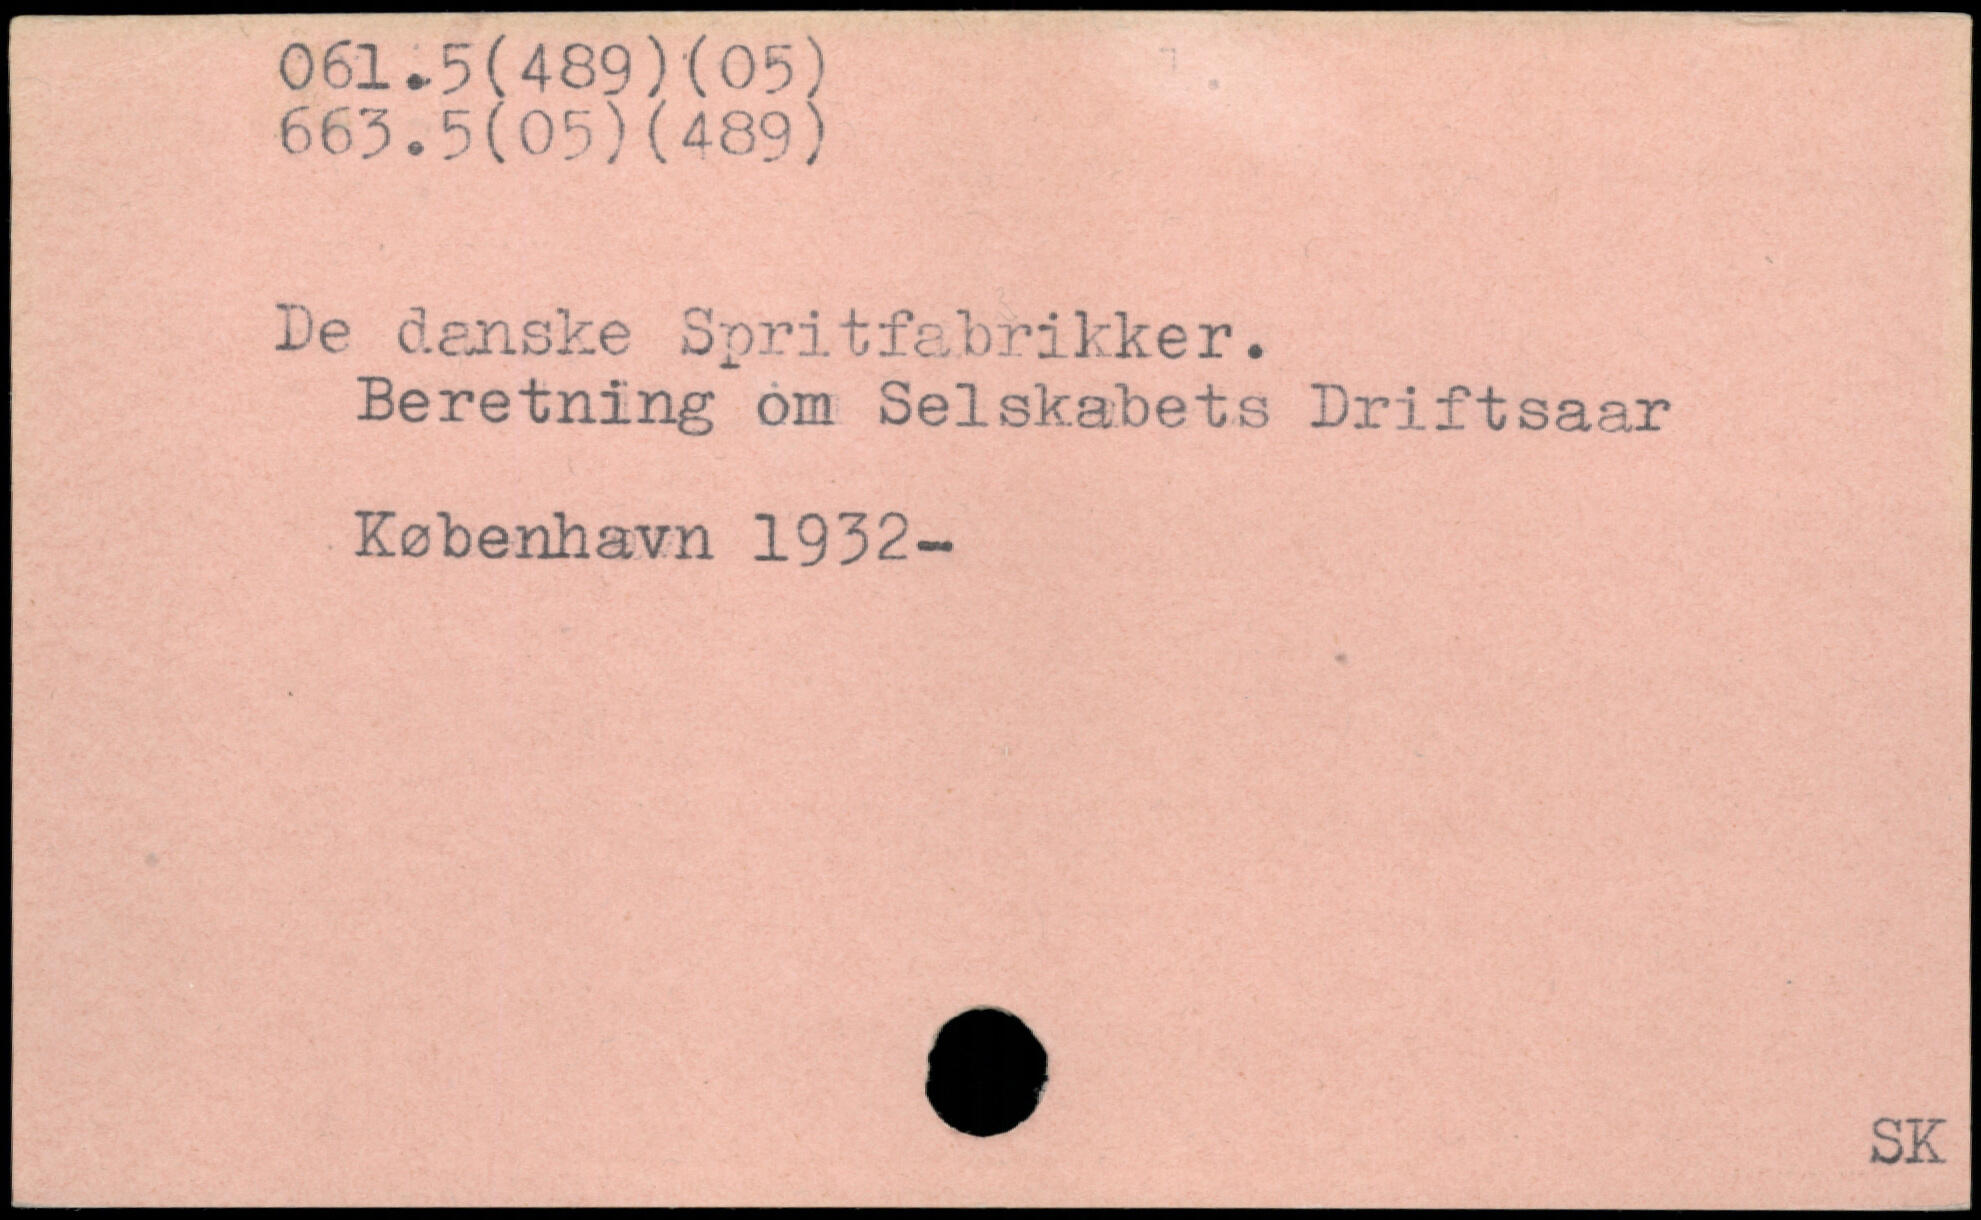 061.5(489)(05)
663.5(05)(489)
De danske Spritfabrikker.
Beretning om Selskabets Driftsaar
København 1932-
SK